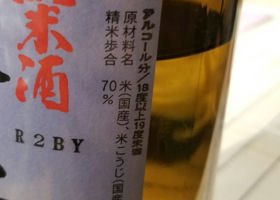 純米酒
R2BY
アルコール分/18度以上19度未満
原材料名 米(国産)、米こうじ(国産
精米歩合 70%